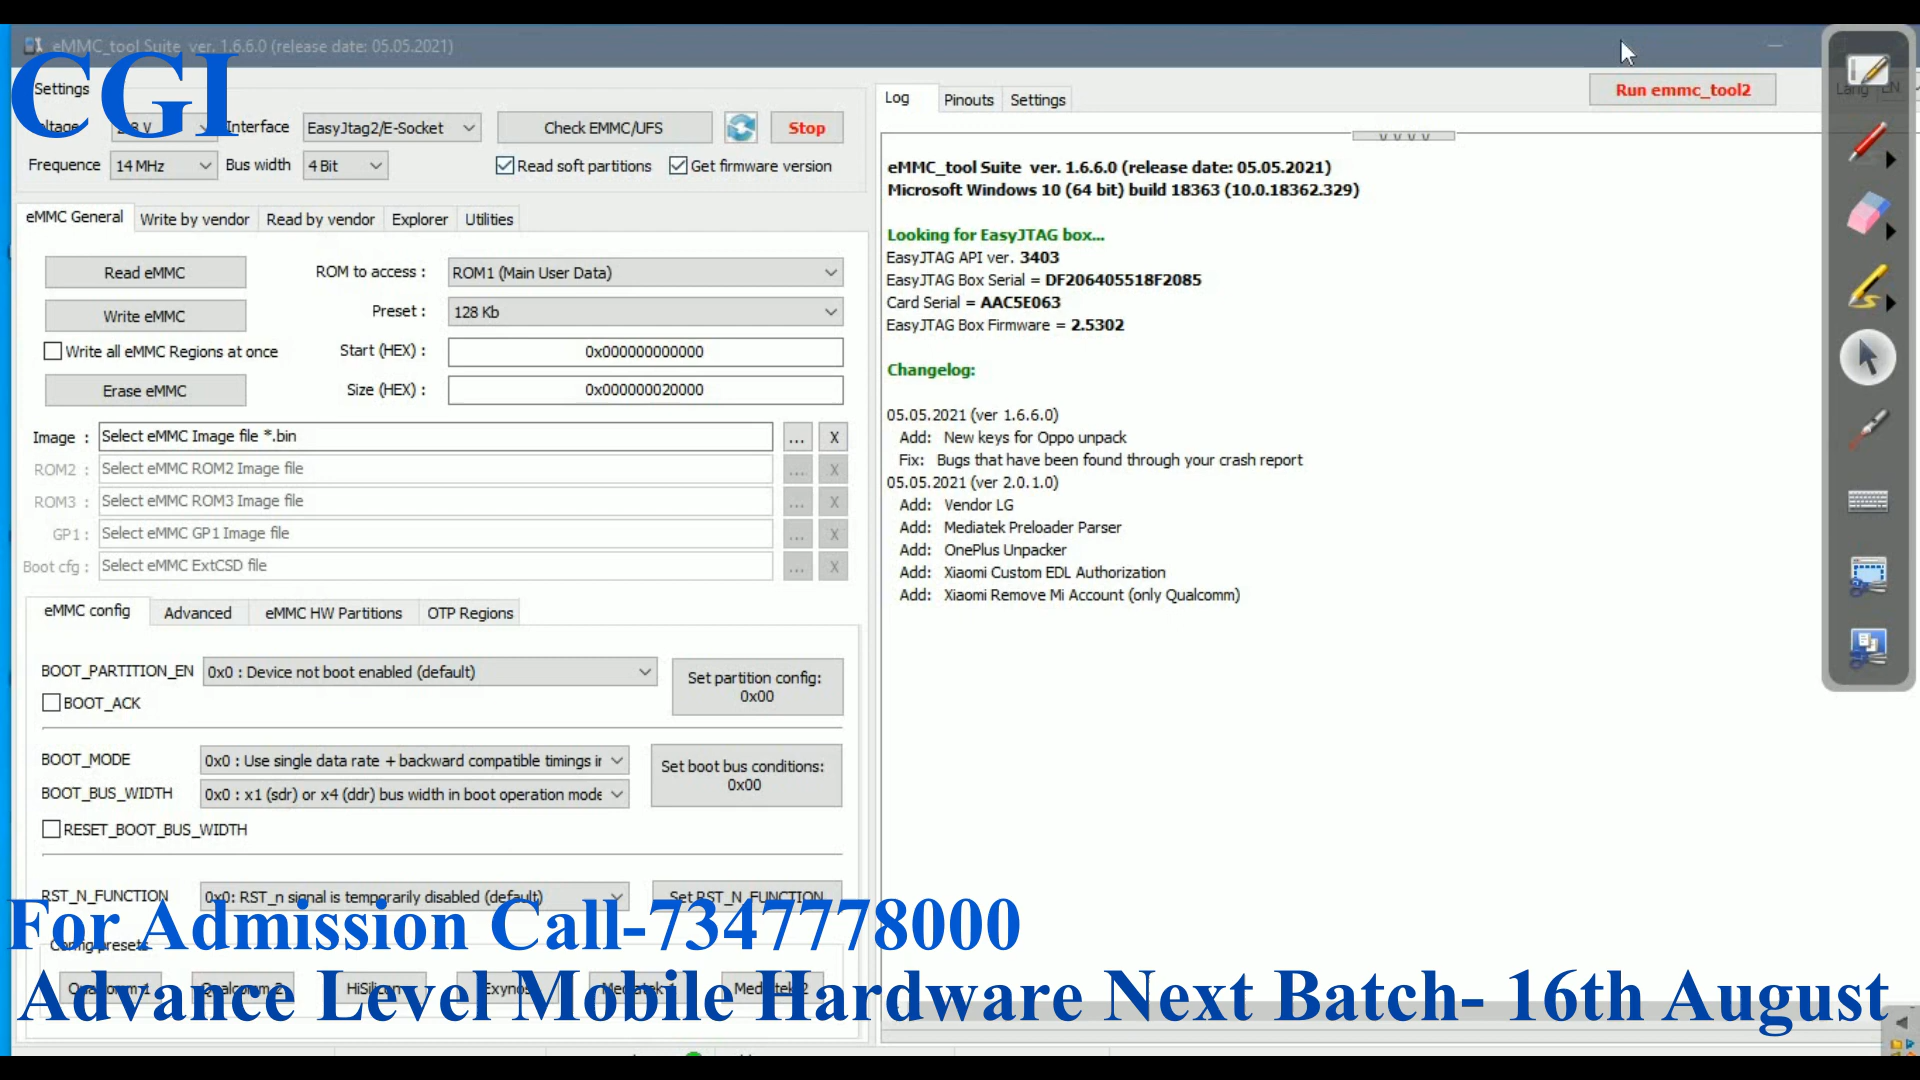 eMMC_tool Suite ver. 1.6.6.0 (release date: 05.05.2021)
CGI
Settings
Interface EasyJtag2/E-Socket Check EMMC/UFS Stop
Frequence 14 MHz Bus width 4 Bit Read soft partitions Get firmware version
eMMC General Write by vendor Read by vendor Explorer Utilities
Read eMMC ROM to access : ROM1 (Main User Data)
Write eMMC Preset : 128 Kb
Write all eMMC Regions at once Start (HEX) : 0x000000000000
Erase eMMC Size (HEX) : 0x000000020000
Image : Select eMMC Image file *.bin ... X
ROM2 : Select eMMC ROM2 Image file ... X
ROM3 : Select eMMC ROM3 Image file ... X
GP1 : Select eMMC GP1 Image file ... X
Boot cfg : Select eMMC ExtCSD file ... X
eMMC config Advanced eMMC HW Partitions OTP Regions
BOOT_PARTITION_EN 0x0 : Device not boot enabled (default) Set partition config:
0x00
BOOT_ACK
BOOT_MODE 0x0 : Use single data rate + backward compatible timings Set boot bus conditions:
0x00
BOOT_BUS_WIDTH 0x0 : x1 (sdr) or x4 (ddr) bus width in boot operation mode
RESET_BOOT_BUS_WIDTH
RST_N_FUNCTION 0x0: RST_n signal is temporarily disabled (default) Set RST_N_FUNCTION
Config presets
Log Pinouts Settings Run emmc_tool2
Lang EN
v v v v
eMMC_tool Suite ver. 1.6.6.0 (release date: 05.05.2021)
Microsoft Windows 10 (64 bit) build 18363 (10.0.18362.329)
Looking for EasyJTAG box...
EasyJTAG API ver. 3403
EasyJTAG Box Serial = DF206405518F2085
Card Serial = AAC5E063
EasyJTAG Box Firmware = 2.5302
Changelog:
05.05.2021 (ver 1.6.6.0)
Add: New keys for Oppo unpack
Fix: Bugs that have been found through your crash report
05.05.2021 (ver 2.0.1.0)
Add: Vendor LG
Add: Mediatek Preloader Parser
Add: OnePlus Unpacker
Add: Xiaomi Custom EDL Authorization
Add: Xiaomi Remove Mi Account (only Qualcomm)
For Admission Call-7347778000
Advance Level Mobile Hardware Next Batch- 16th August